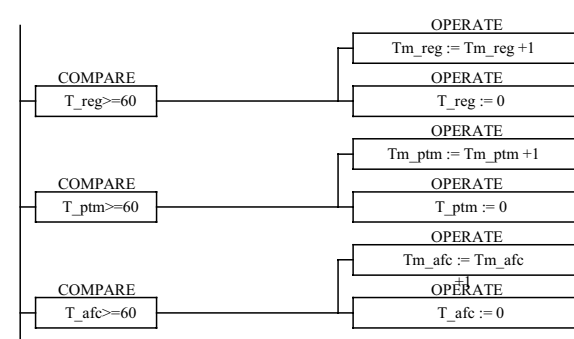 OPERATE
Tm_reg := Tm_reg +1
COMPARE
OPERATE
T_reg>=60
T_reg := 0
OPERATE
Tm_ptm := Tm_ptm +1
COMPARE
OPERATE
T_ptm>=60
T_ptm := 0
OPERATE
Tm_afc := Tm_afc
+1
COMPARE
OPERATE
T_afc>=60
T_afc := 0